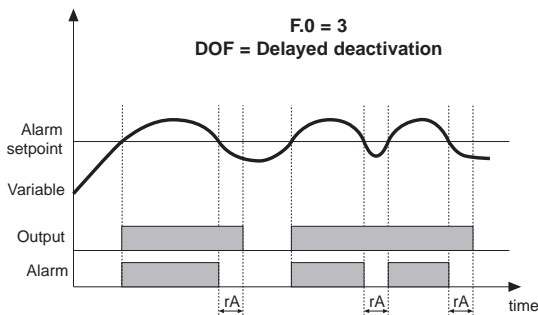 F.0 = 3
DOF = Delayed deactivation
Alarm
setpoint
Variable
Output
Alarm
rA
rA
rA
time